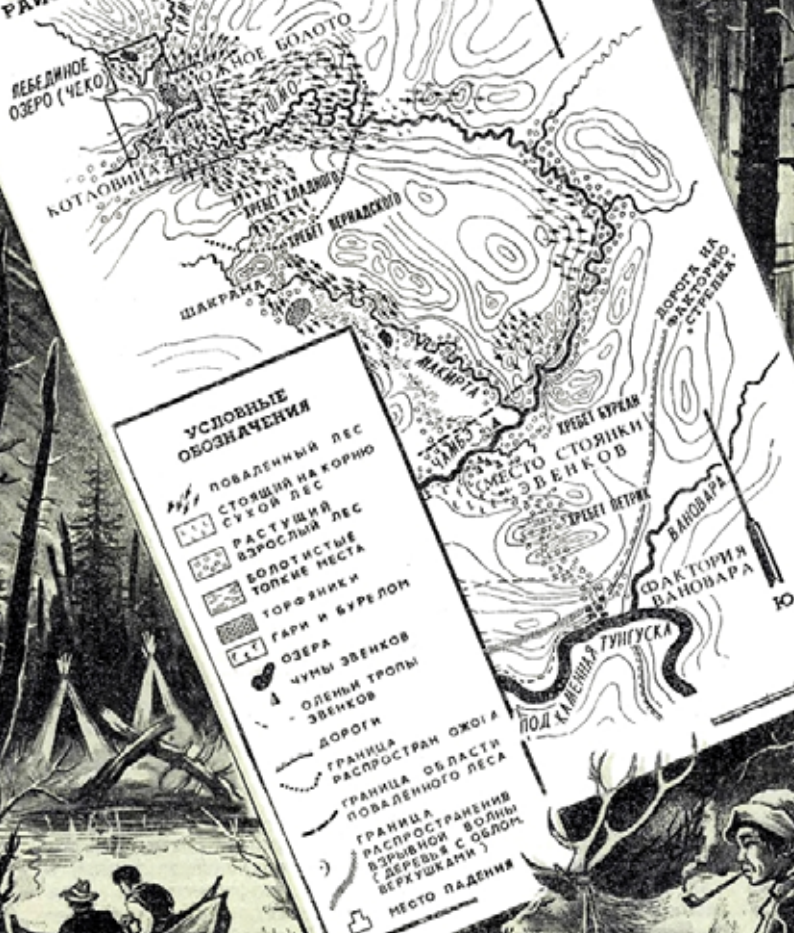 РАЙ
ЮЖНОЕ БОЛОТО
ЛЕБЕДИНОЕ
ОЗЕРО (ЧЕКО)
КОТЛОВИНА
ХРЕБЕТ ХЛАДНОГО
ХРЕБЕТ ВЕРНАДСКОГО
ШАКРАМА
ДОРОГА НА
ФАКТОРИЮ
"СТРЕЛКА"
МАКИРТА
ЧАМБЭ
ХРЕБЕТ БУРКАН
МЕСТО СТОЯНКИ
ЭВЕНКОВ
ХРЕБЕТ ПЕТРИК
ВАНОВАРА
ФАКТОРИЯ
ВАНОВАРА
Ю
ПОДКАМЕННАЯ ТУНГУСКА
УСЛОВНЫЕ
ОБОЗНАЧЕНИЯ
ПОВАЛЕННЫЙ ЛЕС
СТОЯЩИЙ НА КОРНЮ
СУХОЙ ЛЕС
РАСТУЩИЙ
ВЗРОСЛЫЙ ЛЕС
БОЛОТИСТЫЕ
ТОПКИЕ МЕСТА
ТОРФЯНИКИ
ГАРИ И БУРЕЛОМ
ОЗЕРА
ЧУМЫ ЭВЕНКОВ
ОЛЕНЬИ ТРОПЫ
ЭВЕНКОВ
ДОРОГИ
ГРАНИЦА
РАСПРОСТРАН ОЖОГА
ГРАНИЦА ОБЛАСТИ
ПОВАЛЕННОГО ЛЕСА
ГРАНИЦА
РАСПРОСТРАНЕНИЯ
ВЗРЫВНОЙ ВОЛНЫ
(ДЕРЕВЬЯ С ОБЛОМ.
ВЕРХУШКАМИ)
МЕСТО ПАДЕНИЯ